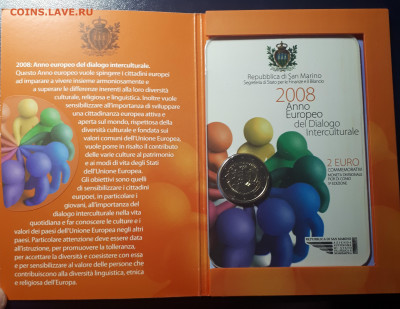 COINS.LAVE.RU
2008: Anno europeo del dialogo interculturale.
Questo Anno europeo vuole spingere i cittadini europei
ad imparare a vivere insieme armoniosamente e
a superare le differenze inerenti alla loro diversità
culturale, religiosa e linguistica. Inoltre vuole
sensibilizzare all'importanza di sviluppare
una cittadinanza europea attiva e
aperta sul mondo, rispettosa della
diversità culturale e fondata sui
valori comuni dell'Unione Europea,
vuole porre in risalto il contributo
delle varie culture al patrimonio
e ai modi di vita degli Stati
dell'Unione Europea.
Gli obiettivi sono quelli
di sensibilizzare i cittadini
europei, in particolare i
giovani, all'importanza del
dialogo interculturale nella vita
quotidiana e far conoscere le culture e i
valori dei paesi dell'Unione Europea negli altri
paesi. Particolare attenzione deve essere data
all'istruzione, per promuovere la tolleranza,
per accettare la diversità e coesistere con essa
e per sensibilizzare al valore delle persone che
contribuiscono alla diversità linguistica, etnica
e religiosa dell'Europa.
Repubblica di San Marino
Segreteria di Stato per le Finanze e il Bilancio
2008
Anno
Europeo
del Dialogo
Interculturale
2 EURO
COMMEMORATIVI
MONETA DIVISIONALE
REPUBBLICA DI SAN MARINO